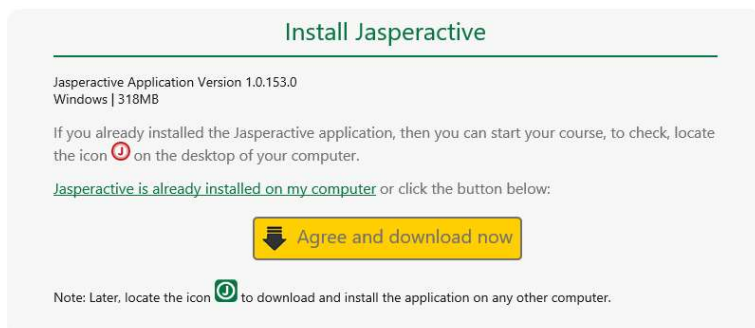 Install Jasperactive
Jasperactive Application Version 1.0.153.0
Windows | 318MB
If you already installed the Jasperactive application, then you can start your course, to check, locate
the icon J on the desktop of your computer.
Jasperactive is already installed on my computer or click the button below:
Agree and download now
Note: Later, locate the icon J to download and install the application on any other computer.